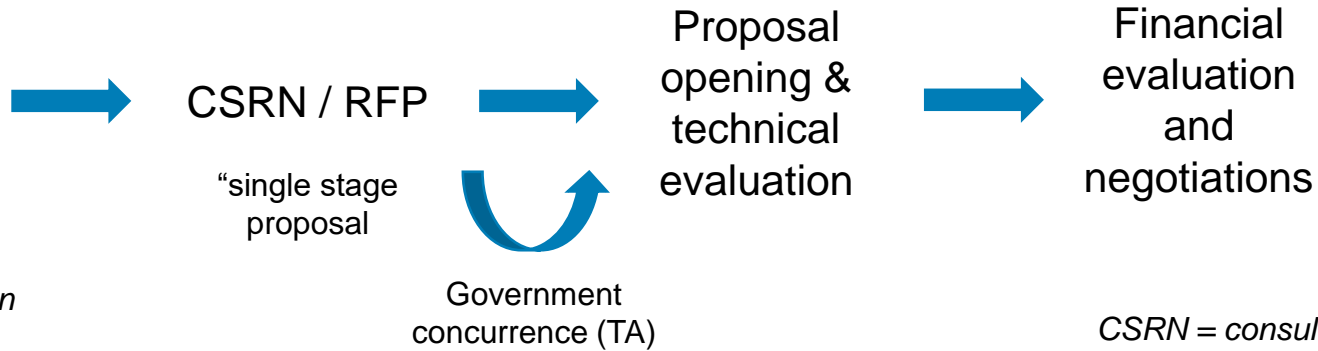 CSRN / RFP
“single stage
proposal
Government
concurrence (TA)
Proposal
opening &
technical
evaluation
Financial
evaluation
and
negotiations
n
CSRN = consul